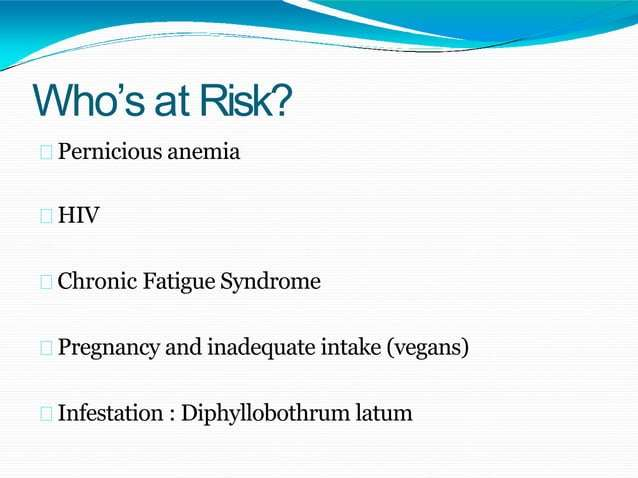 Who's at Risk?
Pernicious anemia
HIV
Chronic Fatigue Syndrome
Pregnancy and inadequate intake (vegans)
Infestation : Diphyllobothrum latum